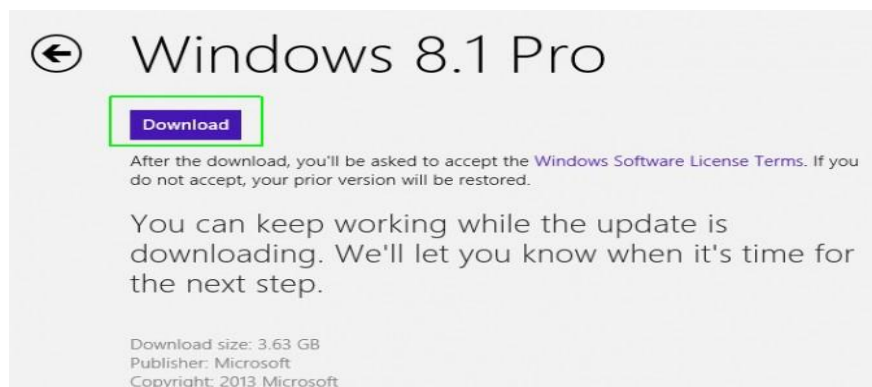 Windows 8.1 Pro
Download
After the download, you'll be asked to accept the Windows Software License Terms. If you
do not accept, your prior version will be restored.
You can keep working while the update is
downloading. We'll let you know when it's time for
the next step.
Download size: 3.63 GB
Publisher: Microsoft
Copyright: 2013 Microsoft